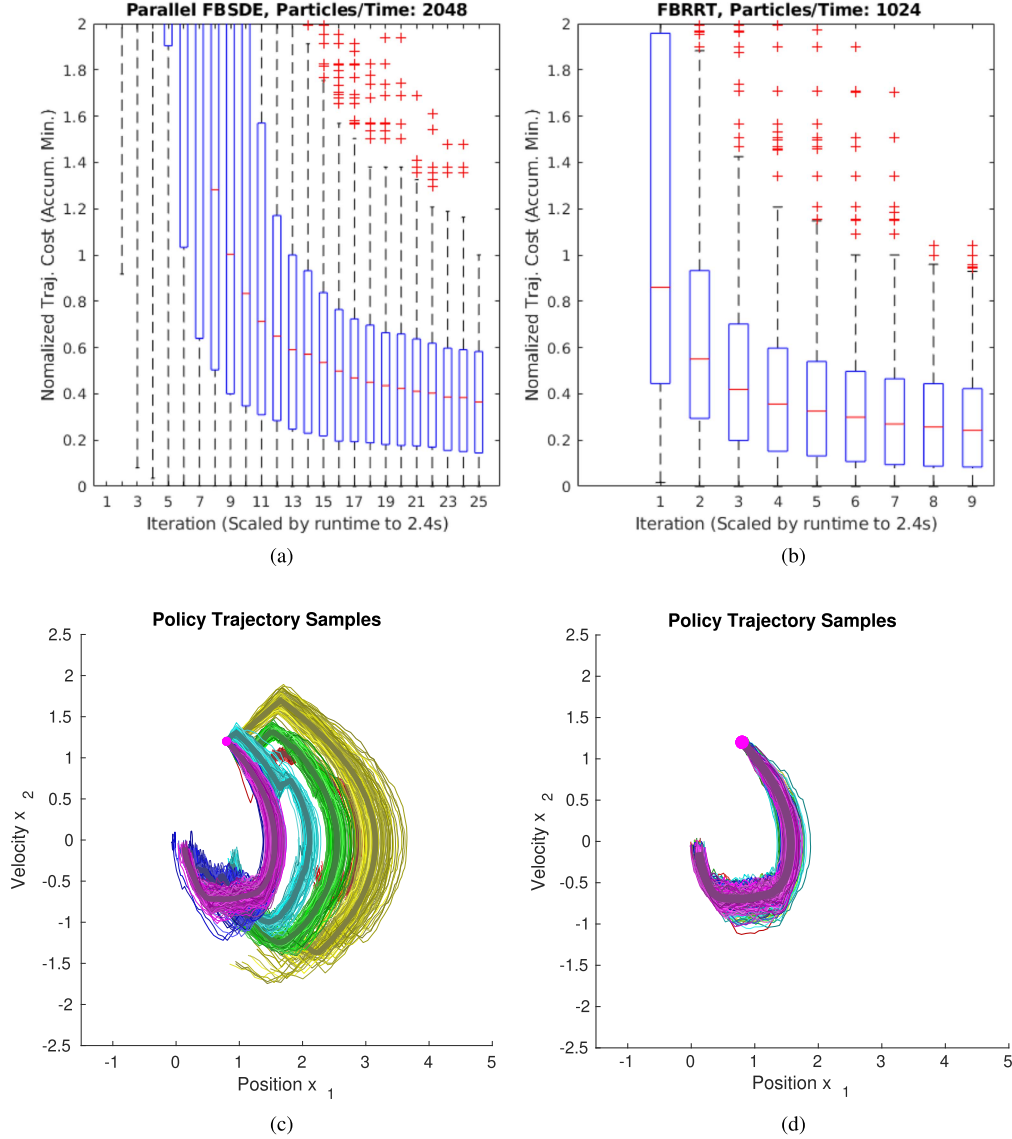 Parallel FBSDE, Particles/Time: 2048
Nomalized Traj. Cost (Accum. Min.)
2
1.8
1.6
1.4
1.2
1
0.8
0.6
0.4
0.2
0
1 3 5 7 9 11 13 15 17 19 21 23 25
Iteration (Scaled by runtime to 2.4s)
(a)
FBRRT, Particles/Time: 1024
Nomalized Traj. Cost (Accum. Min.)
2
1.8
1.6
1.4
1.2
1
0.8
0.6
0.4
0.2
0
1 2 3 4 5 6 7 8 9
Iteration (Scaled by runtime to 2.4s)
(b)
Policy Trajectory Samples
Velocity x 2
2.5
2
1.5
1
0.5
0
-0.5
-1
-1.5
-2
-2.5
-1 0 1 2 3 4 5
Position x 1
(c)
Policy Trajectory Samples
Velocity x 2
2.5
2
1.5
1
0.5
0
-0.5
-1
-1.5
-2
-2.5
-1 0 1 2 3 4 5
Position x 1
(d)